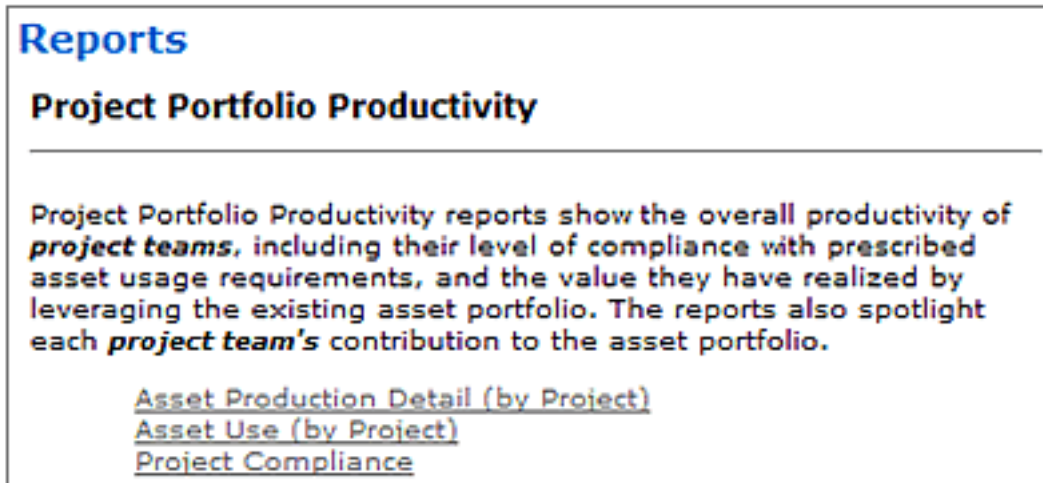 Reports
Project Portfolio Productivity
Project Portfolio Productivity reports show the overall productivity of
project teams, including their level of compliance with prescribed
asset usage requirements, and the value they have realized by
leveraging the existing asset portfolio. The reports also spotlight
each project team's contribution to the asset portfolio.
Asset Production Detail (by Project)
Asset Use (by Project)
Project Compliance